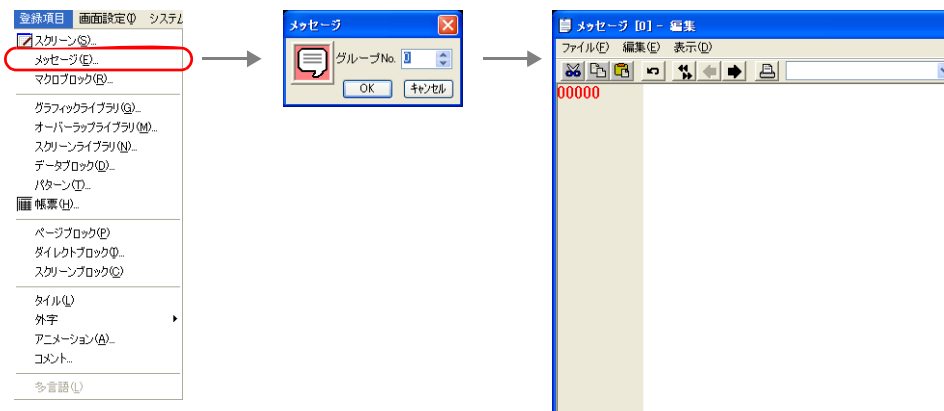 登録項目 画面設定(I) システム
スクリーン(S)...
メッセージ(E)...
マクロブロック(R)...
グラフィックライブラリ(G)...
オーバーラップライブラリ(M)...
スクリーンライブラリ(N)...
データブロック(D)...
パターン(T)...
帳票(H)...
ページブロック(P)
ダイレクトブロック(I)...
スクリーンブロック(C)
タイル(L)
外字
アニメーション(A)...
コメント...
多言語(L)
メッセージ
グループNo. 0
OK キャンセル
メッセージ [0] - 編集
ファイル(F) 編集(E) 表示(D)
00000